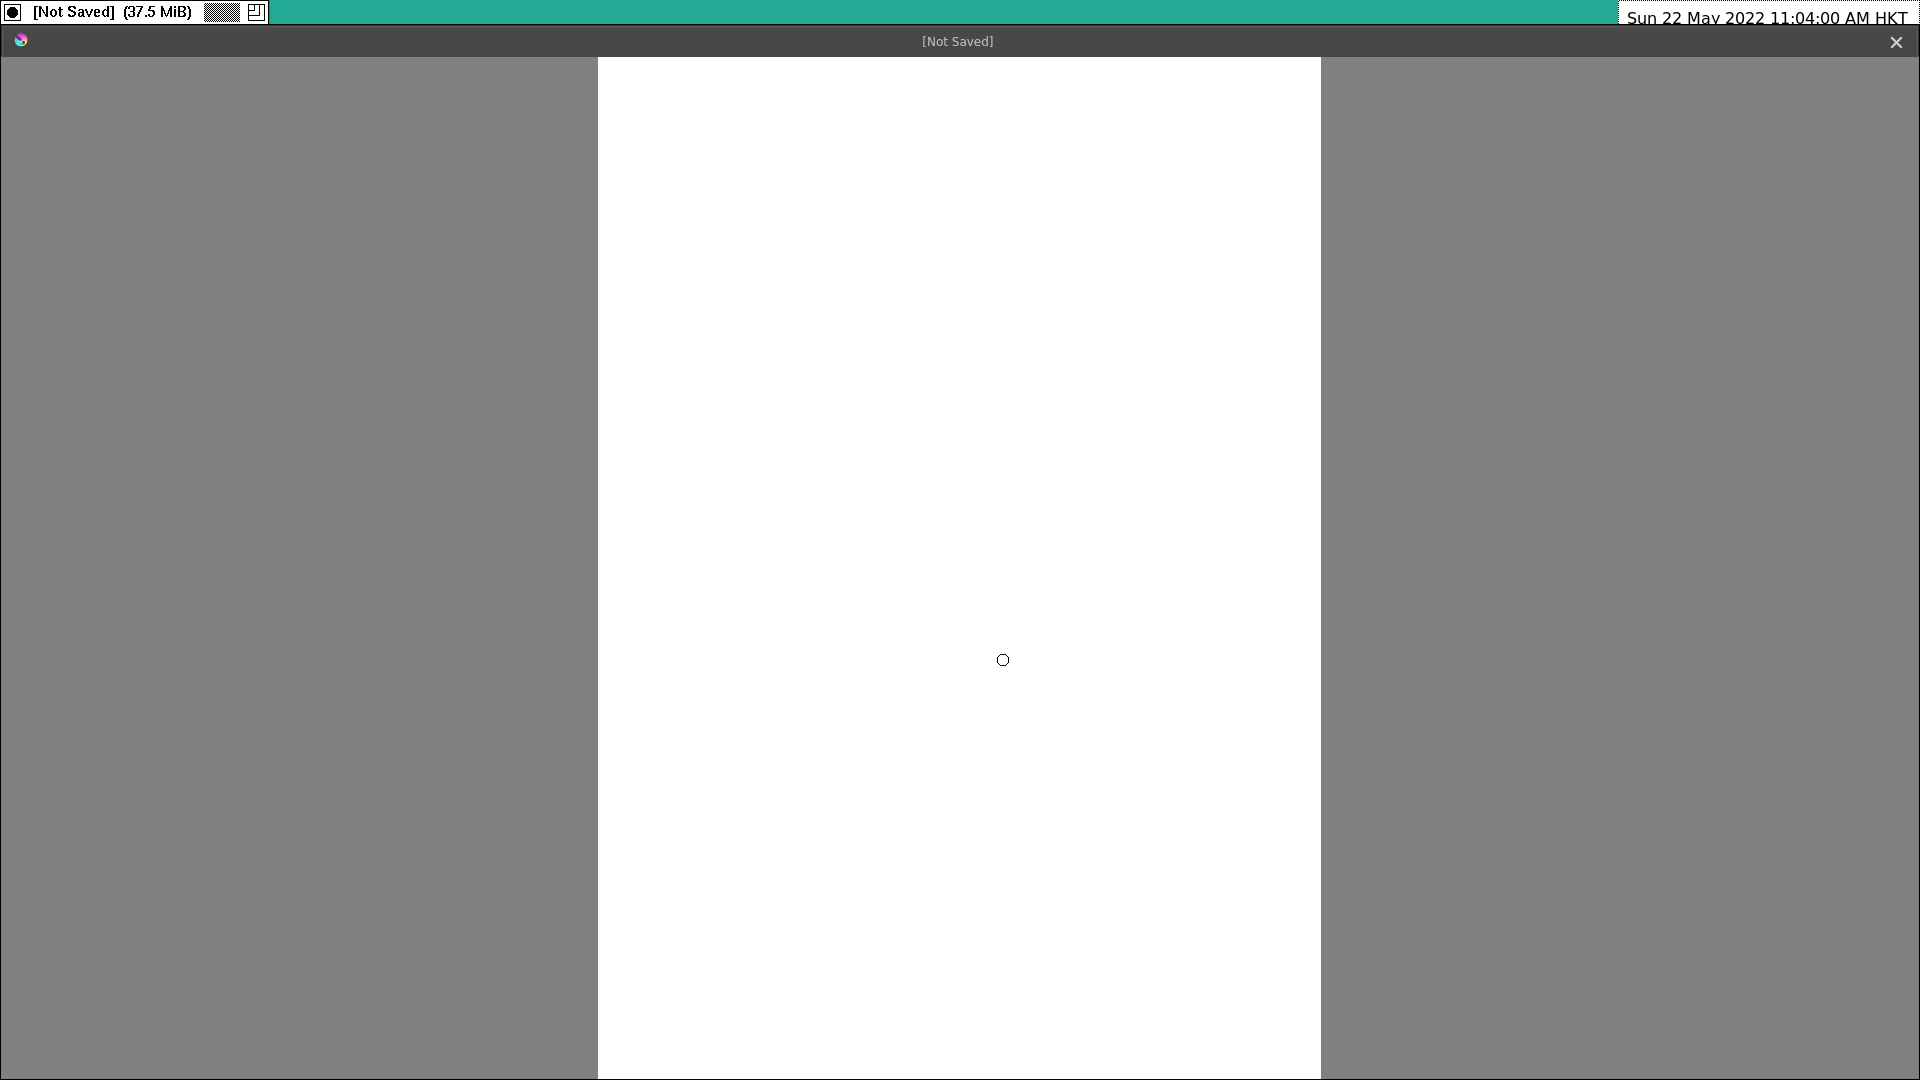 [Not Saved] (37.5 MiB)
Sun 22 May 2022 11:04:00 AM HKT
[Not Saved]